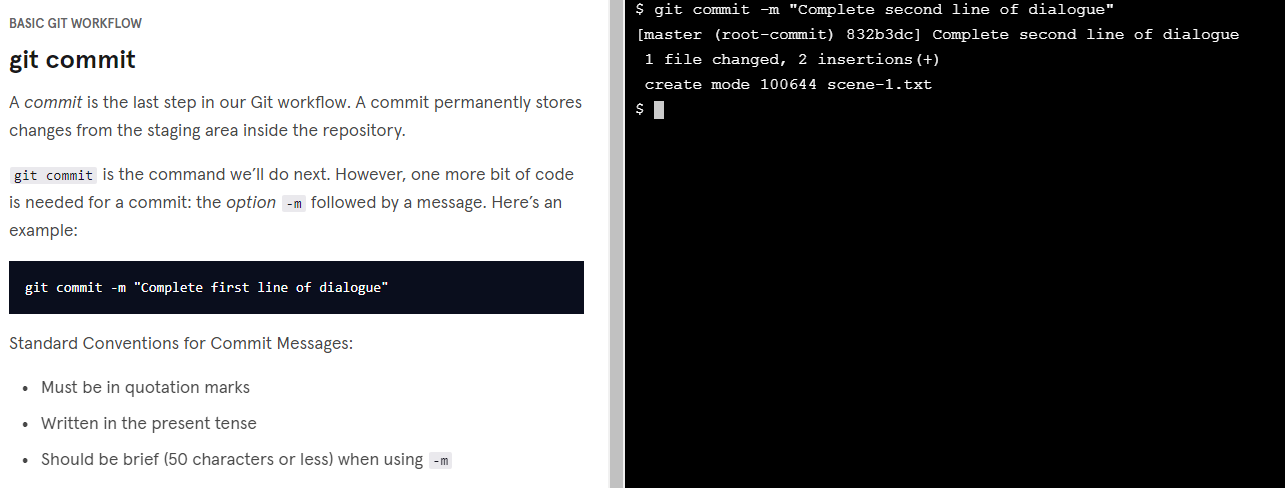 BASIC GIT WORKFLOW
git commit
A commit is the last step in our Git workflow. A commit permanently stores
changes from the staging area inside the repository.
git commit is the command we’ll do next. However, one more bit of code
is needed for a commit: the option -m followed by a message. Here’s an
example:
git commit -m "Complete first line of dialogue"
Standard Conventions for Commit Messages:
• Must be in quotation marks
• Written in the present tense
• Should be brief (50 characters or less) when using -m
$ git commit -m "Complete second line of dialogue"
[master (root-commit) 832b3dc] Complete second line of dialogue
1 file changed, 2 insertions(+)
create mode 100644 scene-1.txt
$